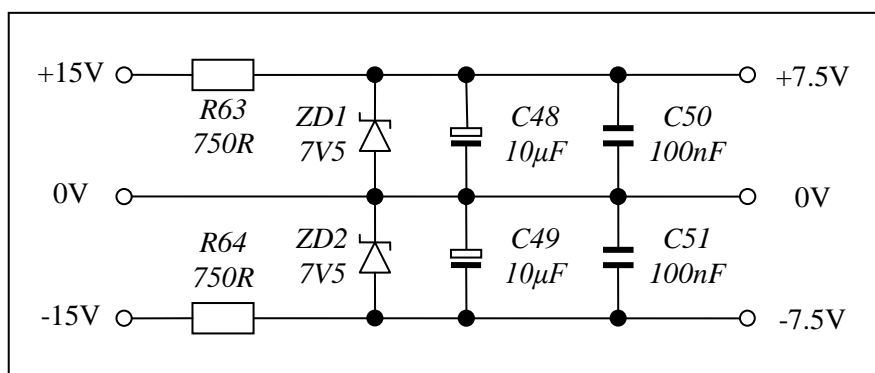 +15V
R63
750R
ZD1
7V5
C48
10µF
C50
100nF
+7.5V
0V
0V
R64
750R
ZD2
7V5
C49
10µF
C51
100nF
-15V
-7.5V